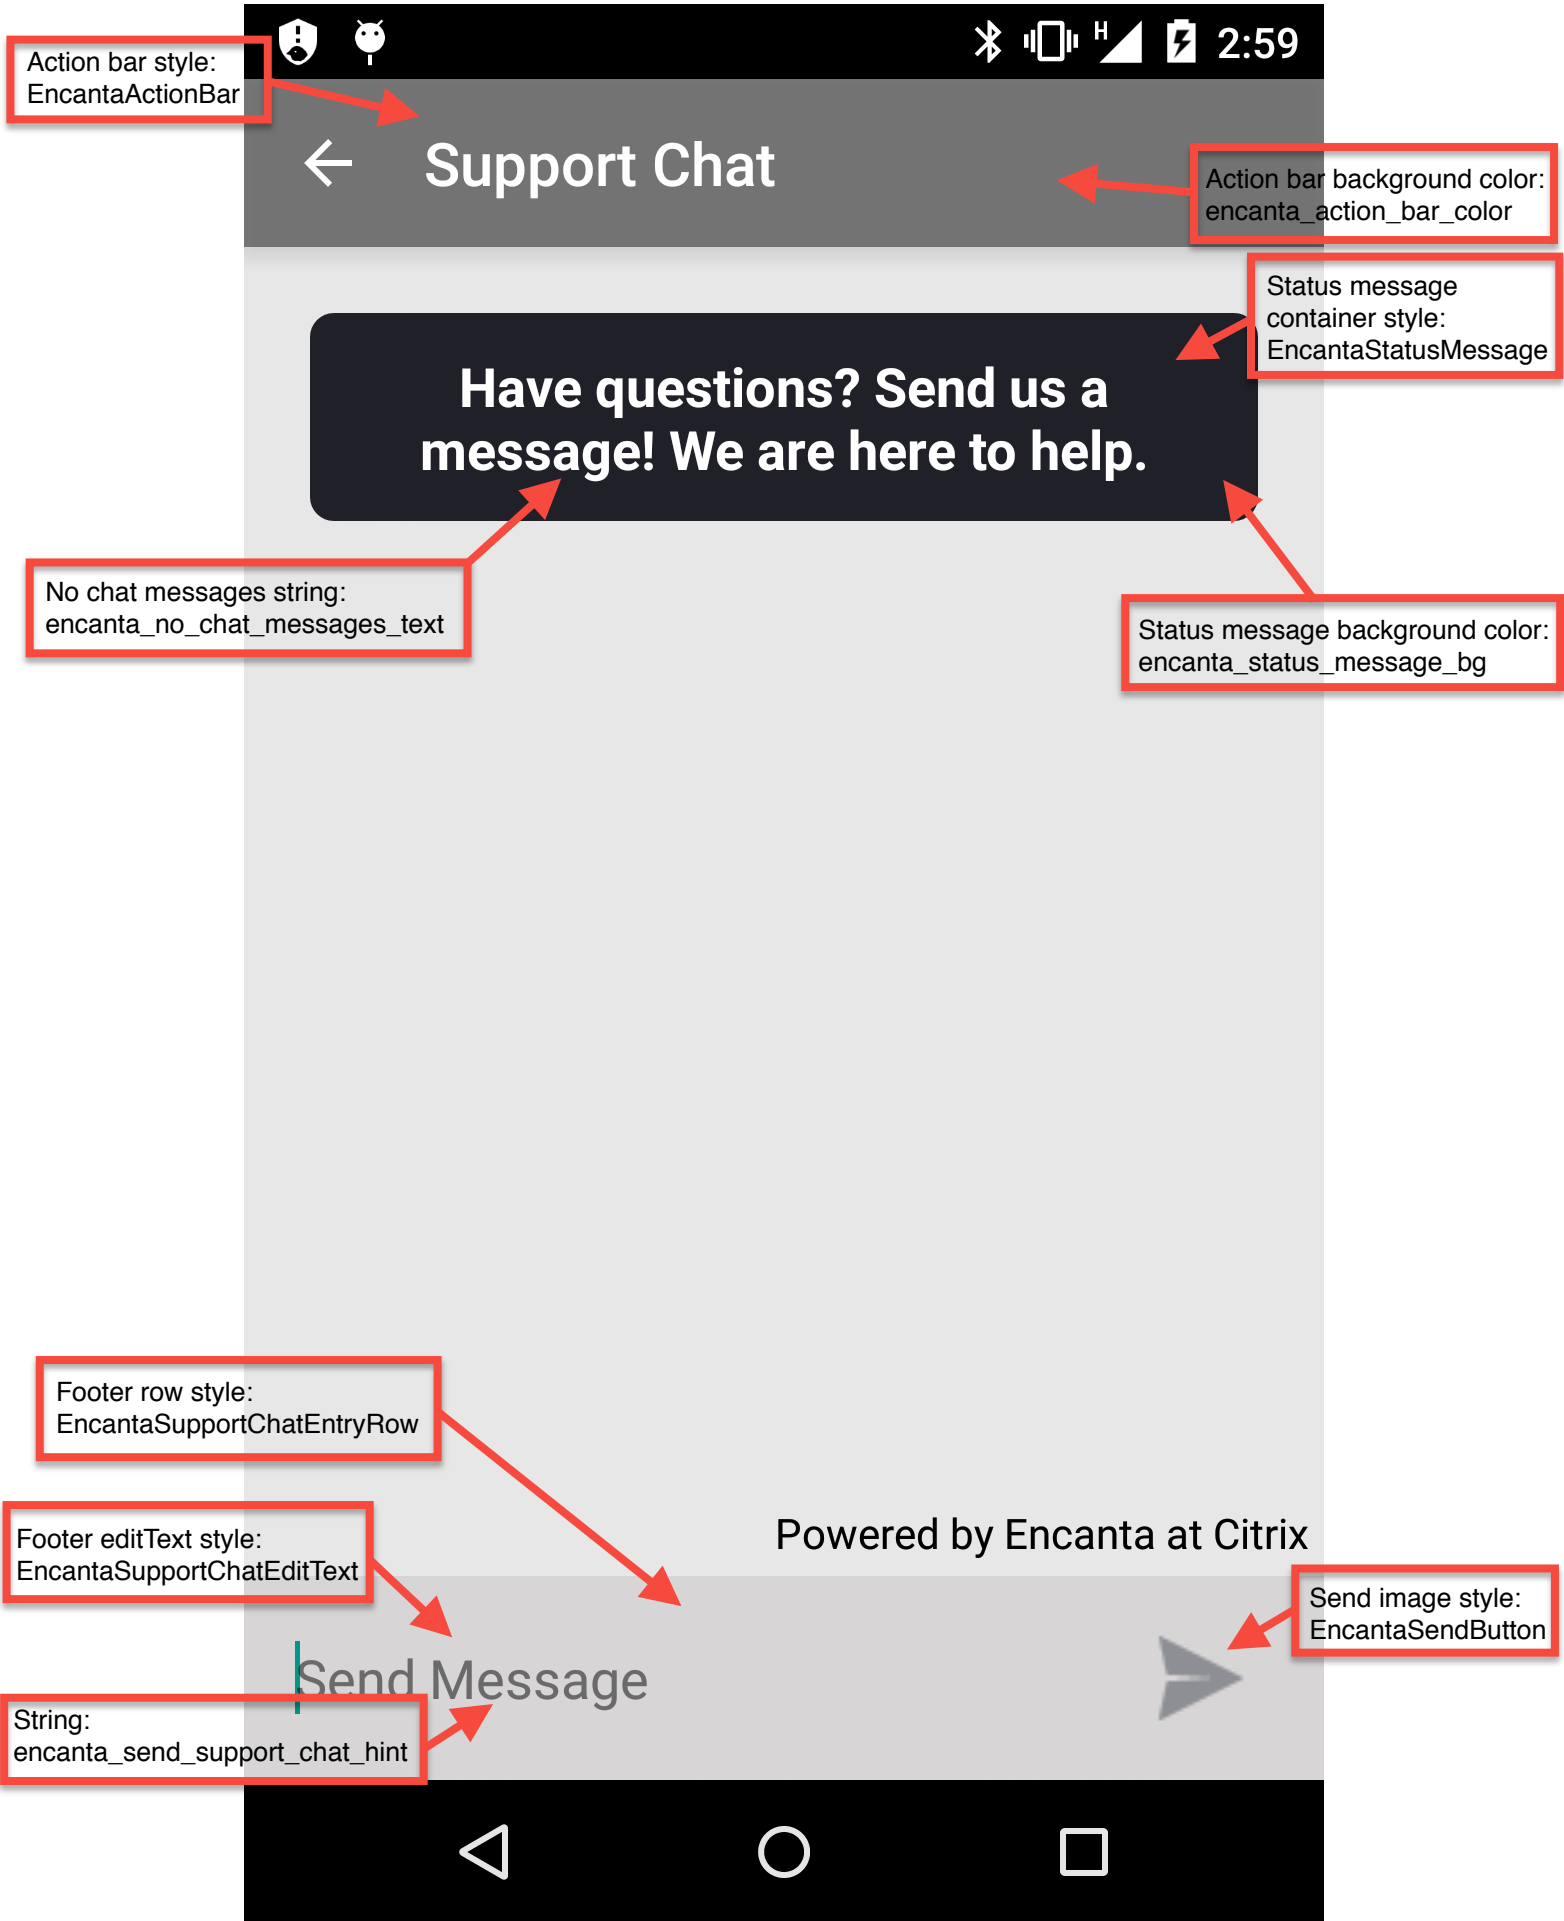 H 2:59
Action bar style:
EncantaActionBar
Support Chat
Action bar background color:
encanta_action_bar_color
Status message
container style:
EncantaStatusMessage
Have questions? Send us a
message! We are here to help.
No chat messages string:
encanta_no_chat_messages_text
Status message background color:
encanta_status_message_bg
Footer row style:
EncantaSupportChatEntryRow
Footer editText style:
EncantaSupportChatEditText
Powered by Encanta at Citrix
Send image style:
EncantaSendButton
Send Message
String:
encanta_send_support_chat_hint